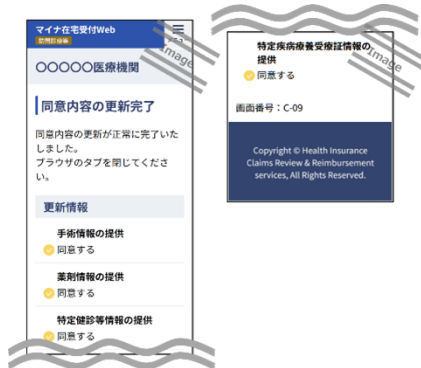 マイナ在宅受付Web
訪問診療等
メニュー
○○○○○医療機関
Image
同意内容の更新完了
同意内容の更新が正常に完了いた
しました。
ブラウザのタブを閉じてくださ
い。
更新情報
手術情報の提供
同意する
薬剤情報の提供
同意する
特定健診等情報の提供
同意する
特定疾病療養受療証情報の
提供
同意する
Image
画面番号：C-09
Copyright © Health Insurance
Claims Review & Reimbursement
services, All Rights Reserved.